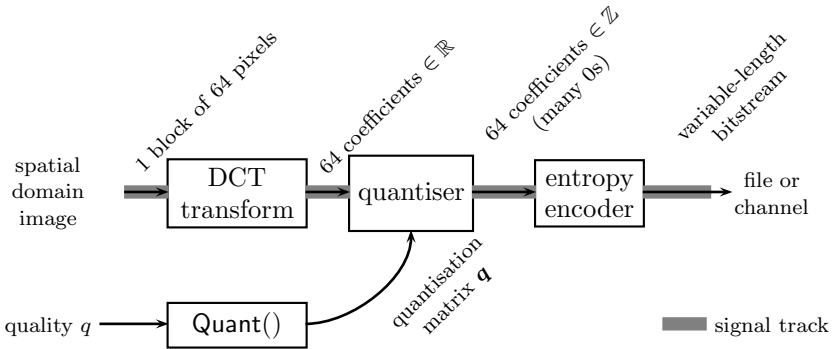 1 block of 64 pixels
64 coefficients ∈ ℝ
64 coefficients ∈ ℤ
(many 0s)
variable-length
bitstream
spatial
domain
image
DCT
transform
quantiser
entropy
encoder
file or
channel
quantisation
matrix q
quality q
Quant()
signal track